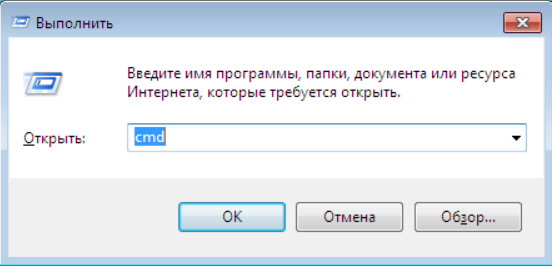 Выполнить
Введите имя программы, папки, документа или ресурса
Интернета, которые требуется открыть.
Открыть: cmd
OK Отмена Обзор...